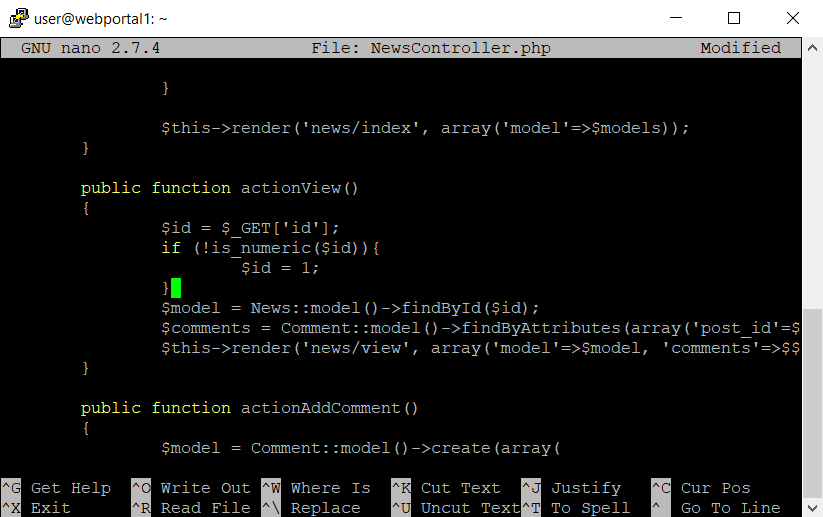 user@webportal1: ~
GNU nano 2.7.4 File: NewsController.php Modified
}
$this->render('news/index', array('model'=>$models));
}
public function actionView()
{
$id = $_GET['id'];
if (!is_numeric($id)){
$id = 1;
}
$model = News::model()->findById($id);
$comments = Comment::model()->findByAttributes(array('post_id'=$
$this->render('news/view', array('model'=>$model, 'comments'=>$$
}
public function actionAddComment()
{
$model = Comment::model()->create(array(
^G Get Help ^O Write Out ^W Where Is ^K Cut Text ^J Justify ^C Cur Pos
^X Exit ^R Read File ^\ Replace ^U Uncut Text ^T To Spell ^_ Go To Line